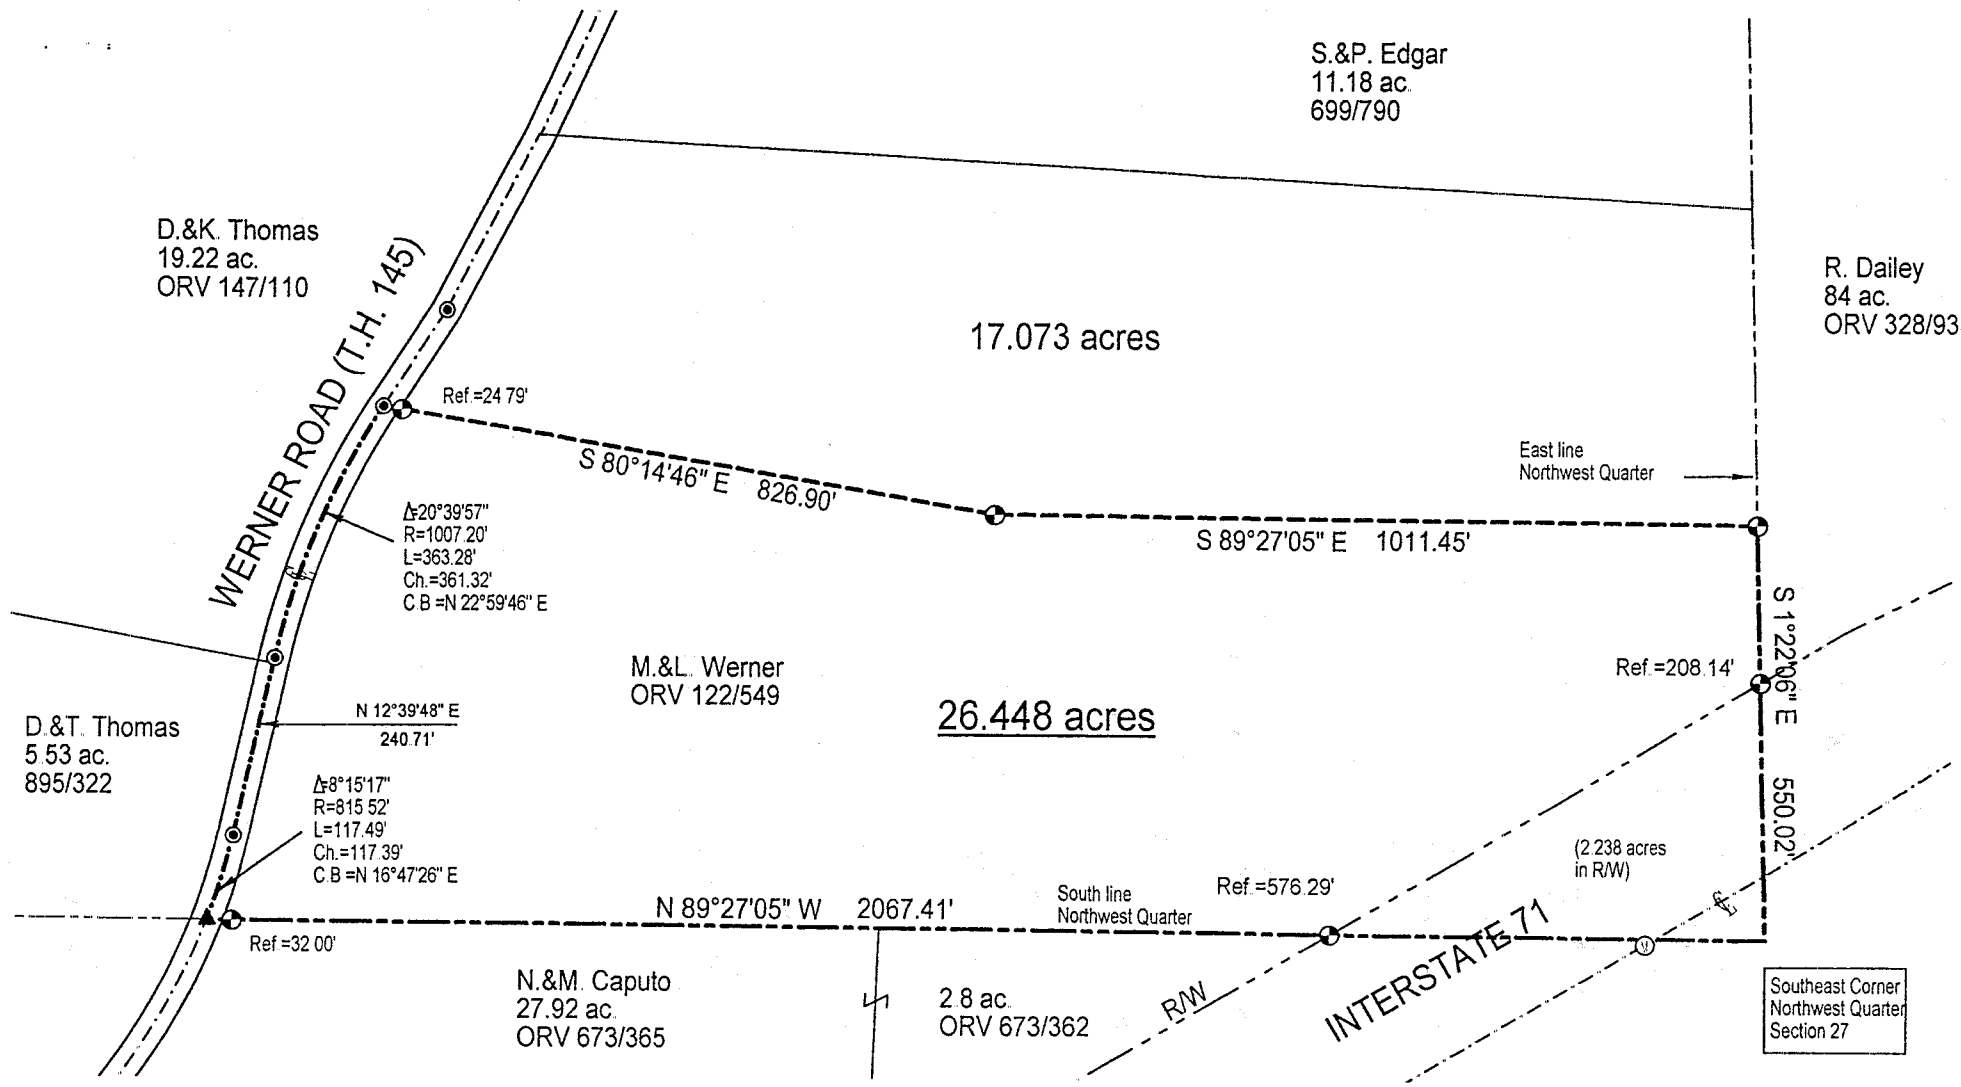 S.&P. Edgar
11.18 ac.
699/790
D.&K. Thomas
19.22 ac.
ORV 147/110
WERNER ROAD (T.H. 145)
R. Dailey
84 ac.
ORV 328/93
17.073 acres
Ref.=24.79'
S 80°14'46" E 826.90'
East line
Northwest Quarter
S 89°27'05" E 1011.45'
Δ=20°39'57"
R=1007.20'
L=363.28'
Ch.=361.32'
C.B.=N 22°59'46" E
S 1°22'06" E 550.02'
M.&L. Werner
ORV 122/549
Ref.=208.14'
26.448 acres
N 12°39'48" E
240.71'
D.&T. Thomas
5.53 ac.
895/322
Δ=8°15'17"
R=815.52'
L=117.49'
Ch.=117.39'
C.B.=N 16°47'26" E
(2.238 acres
in R/W)
Ref.=576.29'
South line
Northwest Quarter
N 89°27'05" W 2067.41'
Ref.=32.00'
INTERSTATE 71
R/W
N.&M. Caputo
27.92 ac.
ORV 673/365
2.8 ac.
ORV 673/362
Southeast Corner
Northwest Quarter
Section 27